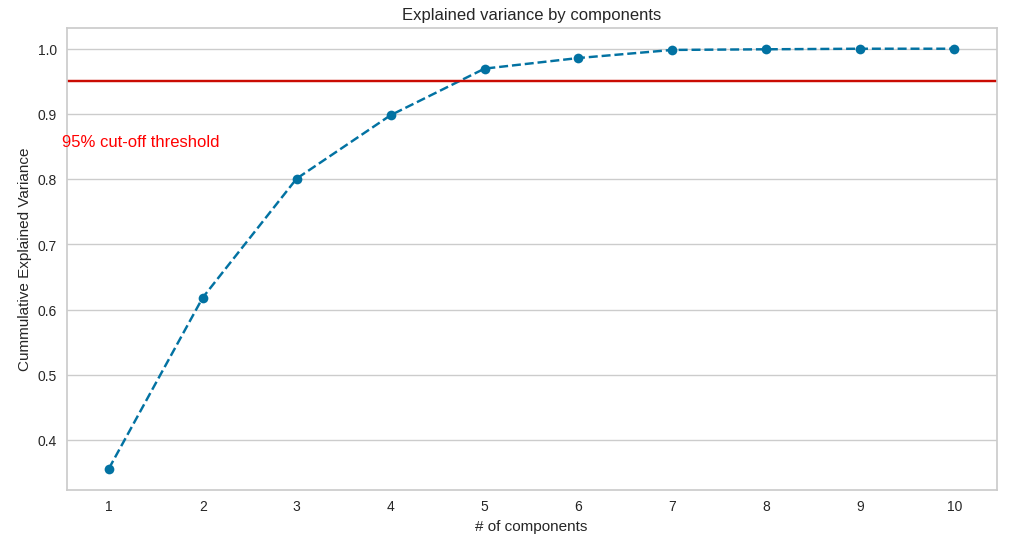 Explained variance by components
Cummulative Explained Variance
1.0
0.9
0.8
0.7
0.6
0.5
0.4
95% cut-off threshold
1 2 3 4 5 6 7 8 9 10
# of components